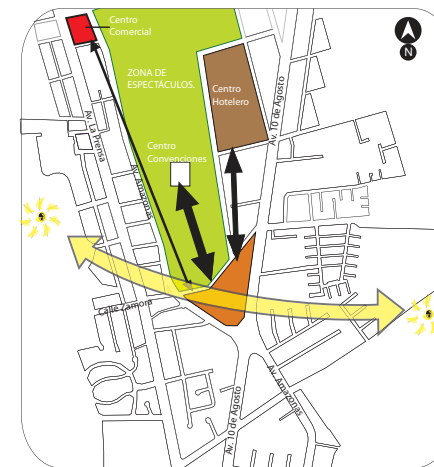 Centro
Comercial
N
ZONA DE
ESPECTÁCULOS.
Centro
Hotelero
Av. 10 de Agosto
Av. La Prensa
Centro
Convenciones
Av. Amazonas
Calle Zamora
Av. Amazonas
Av. 10 de Agosto